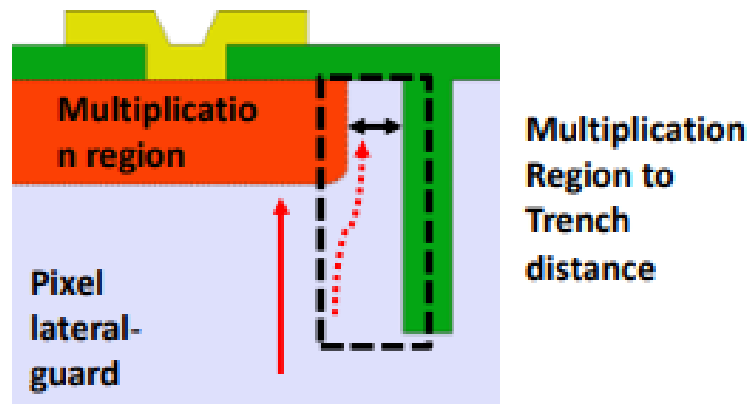 Multiplicatio
n region
Pixel
lateral-
guard
Multiplication
Region to
Trench
distance